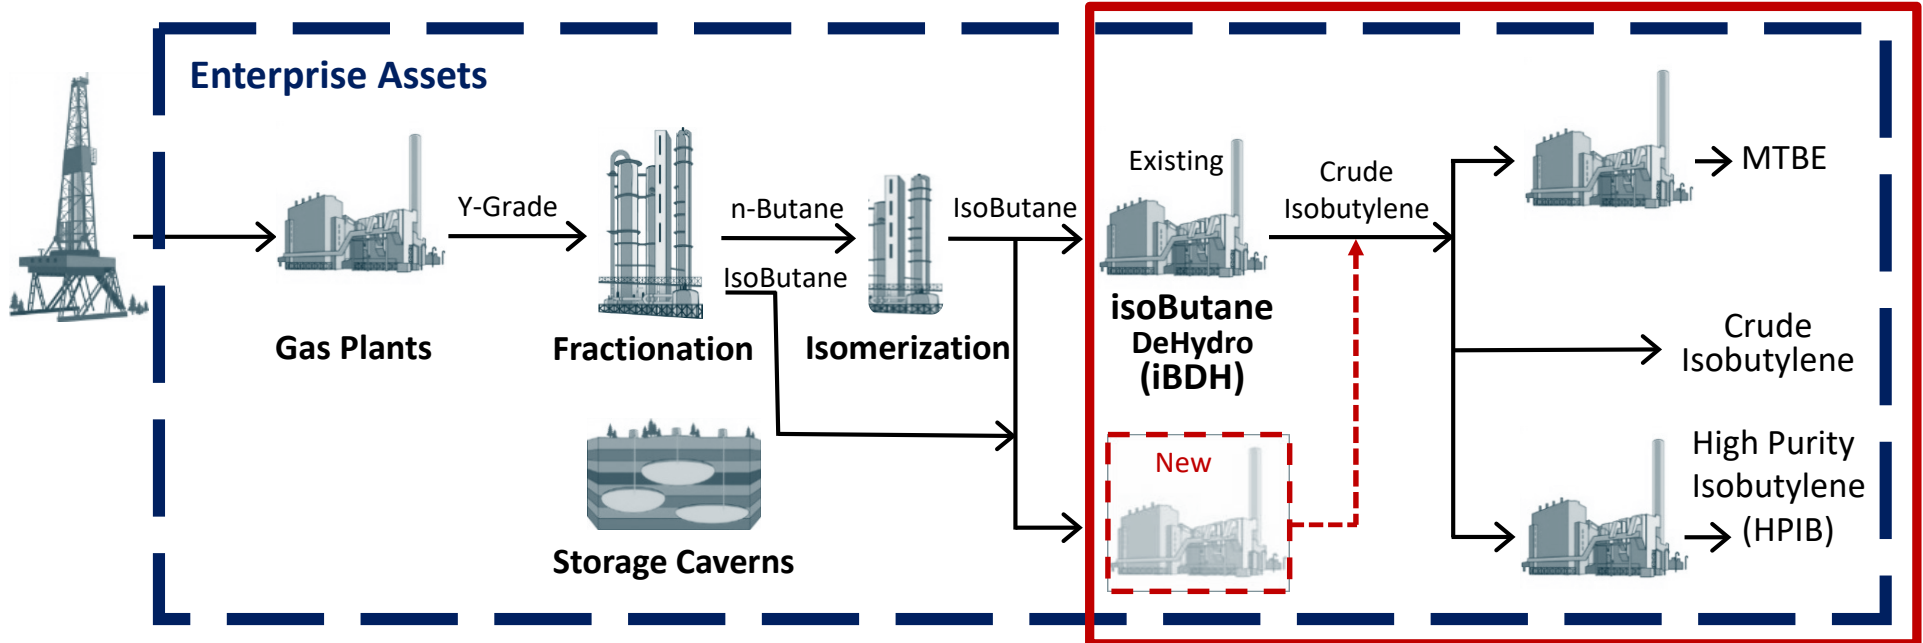 Enterprise Assets
Y-Grade
n-Butane
IsoButane
IsoButane
Existing
Crude
Isobutylene
MTBE
Gas Plants
Fractionation
Isomerization
isoButane
DeHydro
(iBDH)
Crude
Isobutylene
Storage Caverns
New
High Purity
Isobutylene
(HPIB)